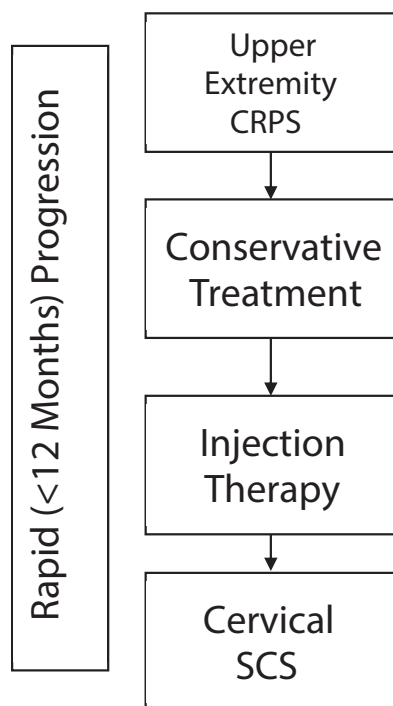 Rapid (<12 Months) Progression
Upper
Extremity
CRPS
Conservative
Treatment
Injection
Therapy
Cervical
SCS